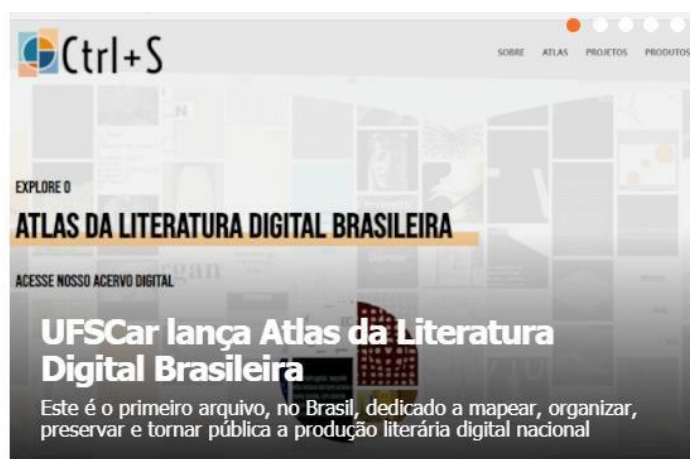 Ctrl+S
SOBRE ATLAS PROJETOS PRODUTOS
EXPLORE O
ATLAS DA LITERATURA DIGITAL BRASILEIRA
ACESSE NOSSO ACERVO DIGITAL
UFSCar lança Atlas da Literatura
Digital Brasileira
Este é o primeiro arquivo, no Brasil, dedicado a mapear, organizar,
preservar e tornar pública a produção literária digital nacional